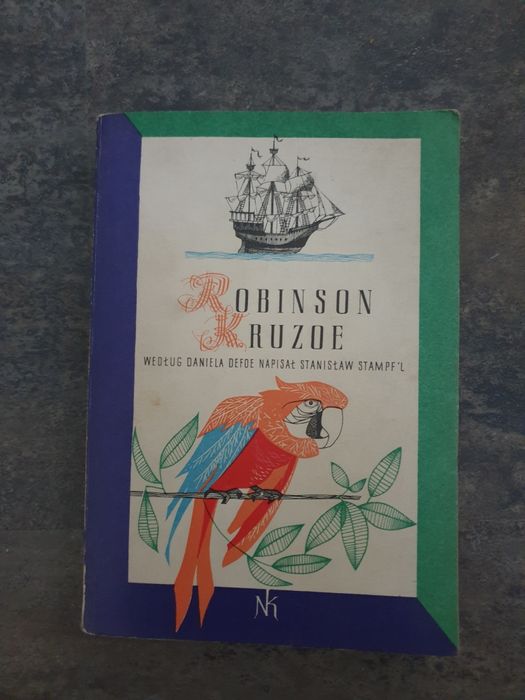 ROBINSON
KRUZOE
WEDŁUG DANIELA DEFOE NAPISAŁ STANISŁAW STAMPF'L
NK